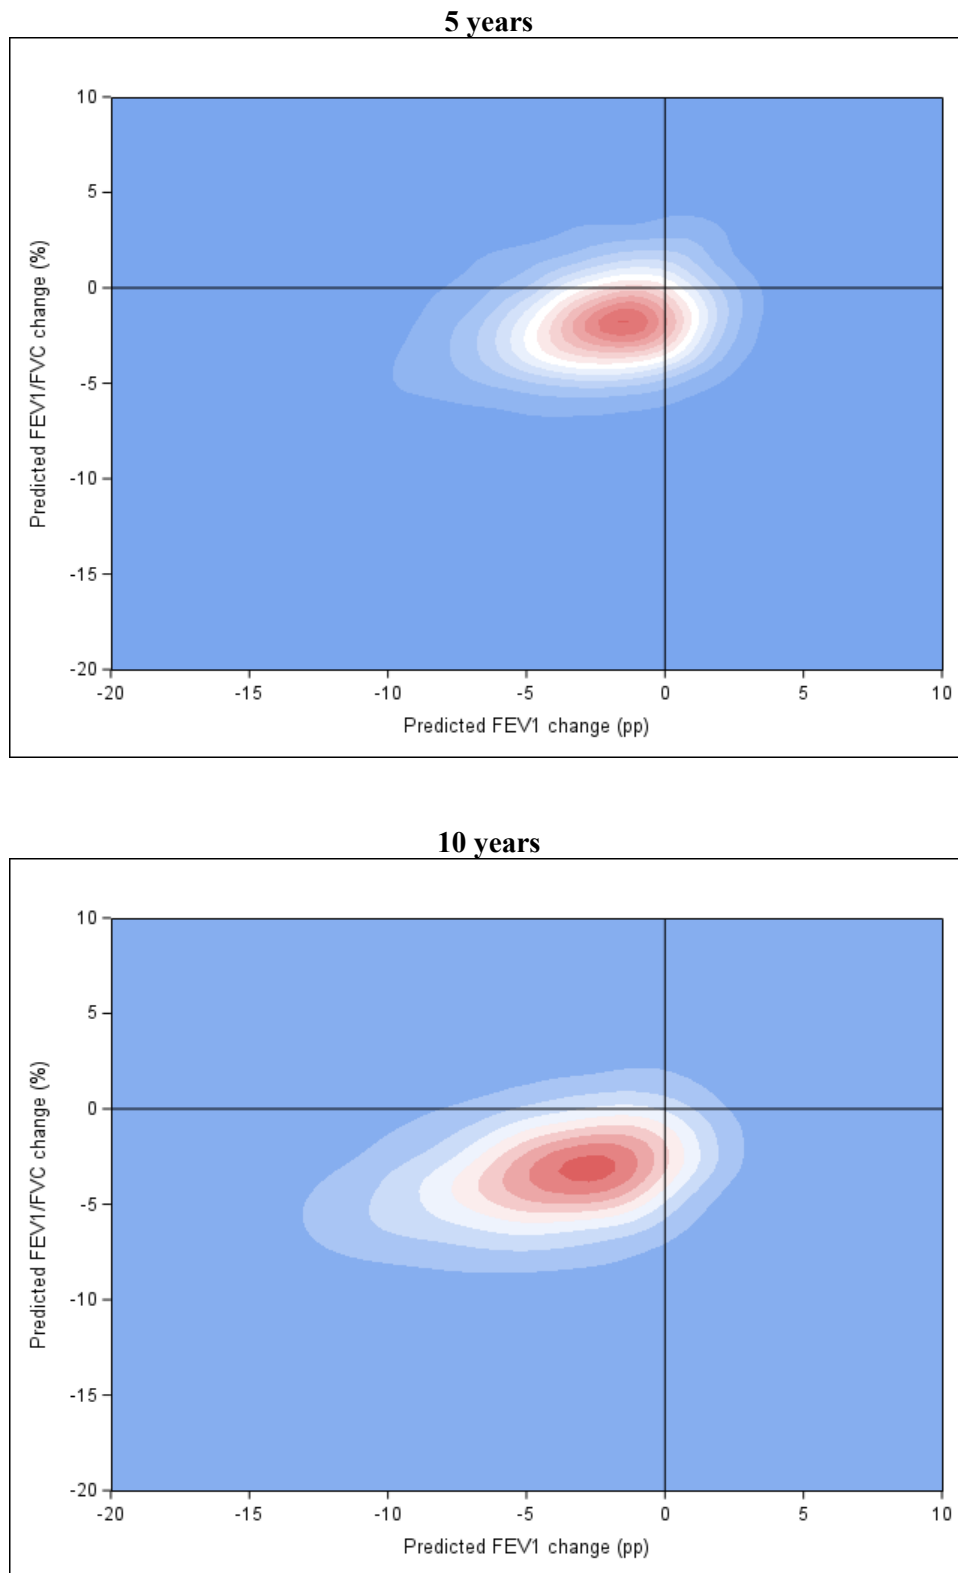 5 years
10
5
0
-5
-10
-15
-20
Predicted FEV1/FVC change (%)
-20 -15 -10 -5 0 5 10
Predicted FEV1 change (pp)
10 years
10
5
0
-5
-10
-15
-20
Predicted FEV1/FVC change (%)
-20 -15 -10 -5 0 5 10
Predicted FEV1 change (pp)